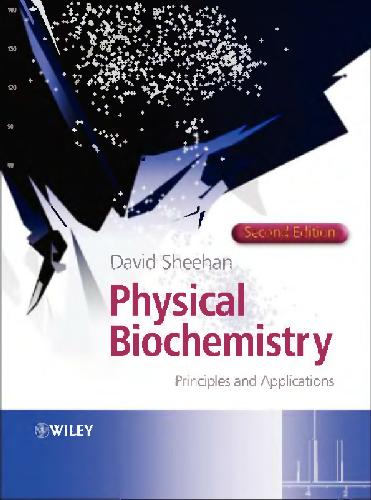 Second Edition
David Sheehan
Physical
Biochemistry
Principles and Applications
WILEY